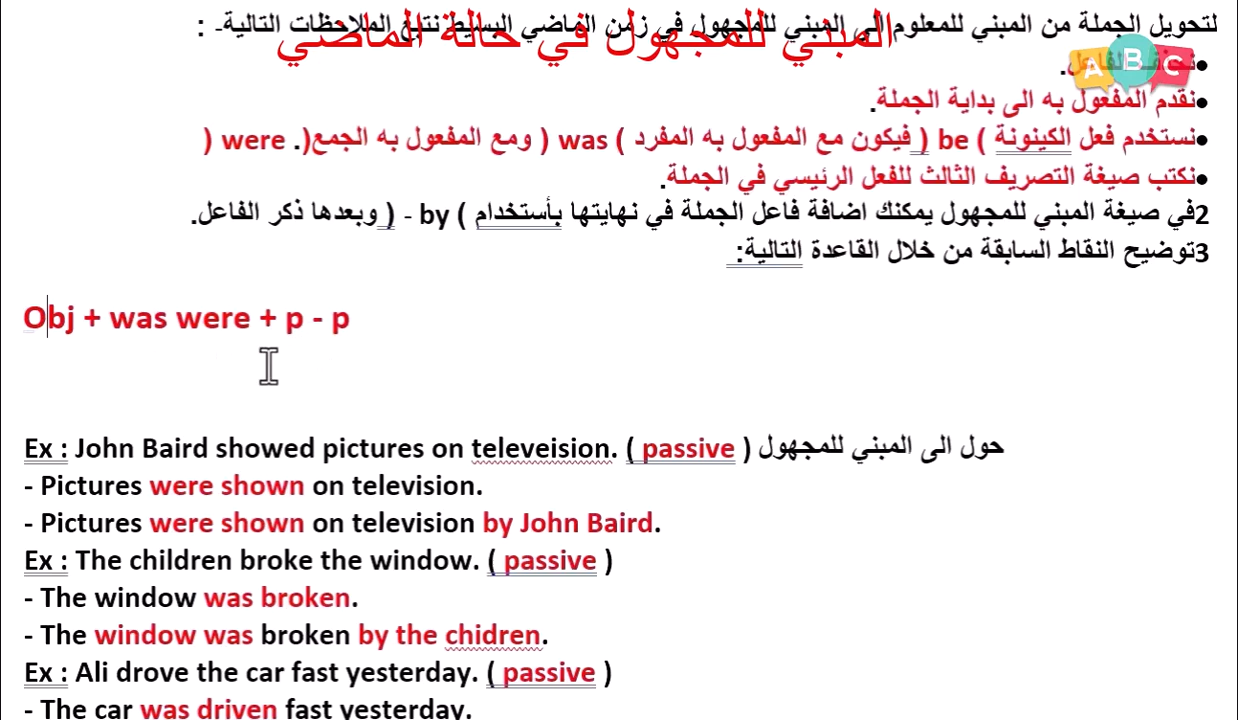 المبني للمجهول في حالة الماضي
لتحويل الجملة من المبني للمعلوم الى المبني للمجهول في زمن الماضي البسيط نتبع الملاحظات التالية- :
•نحذف الفاعل.
A B C
•نقدم المفعول به الى بداية الجملة.
•نستخدم فعل الكينونة ) be ( فيكون مع المفعول به المفرد ) was ( ومع المفعول به الجمع(. were (
•نكتب صيغة التصريف الثالث للفعل الرئيسي في الجملة.
2في صيغة المبني للمجهول يمكنك اضافة فاعل الجملة في نهايتها بأستخدام ) by - ( وبعدها ذكر الفاعل.
3توضيح النقاط السابقة من خلال القاعدة التالية:
Obj + was were + p - p
Ex : John Baird showed pictures on televeision. ( passive ) حول الى المبني للمجهول
- Pictures were shown on television.
- Pictures were shown on television by John Baird.
Ex : The children broke the window. ( passive )
- The window was broken.
- The window was broken by the chidren.
Ex : Ali drove the car fast yesterday. ( passive )
- The car was driven fast yesterday.